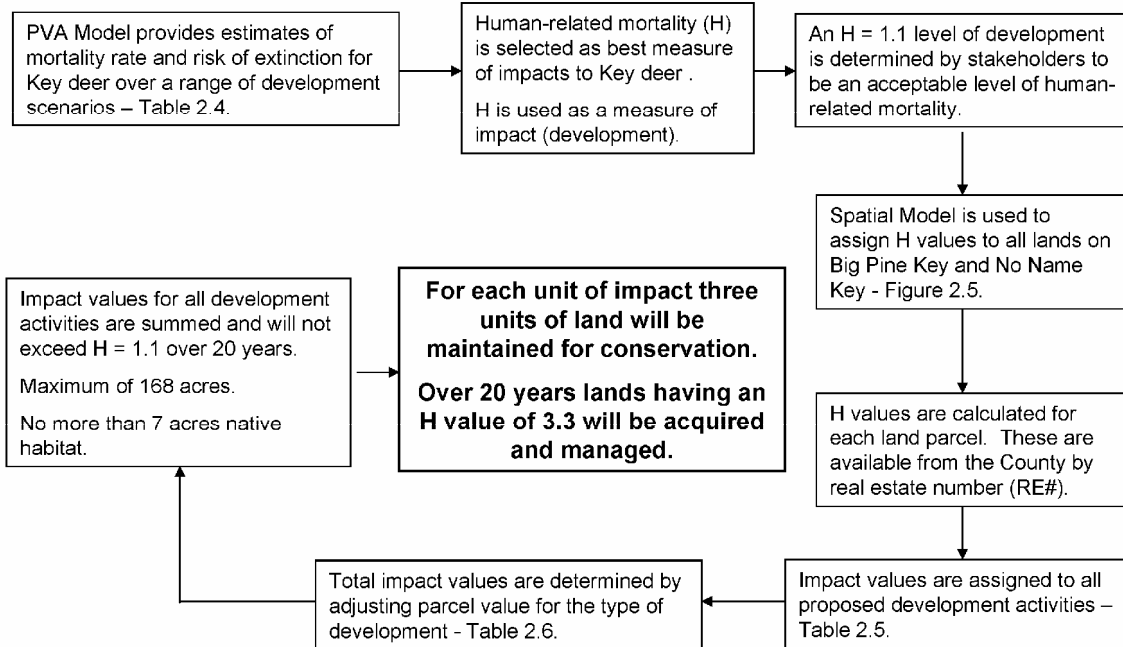 PVA Model provides estimates of
mortality rate and risk of extinction for
Key deer over a range of development
scenarios – Table 2.4.
Human-related mortality (H)
is selected as best measure
of impacts to Key deer .
H is used as a measure of
impact (development).
An H = 1.1 level of development
is determined by stakeholders to
be an acceptable level of human-
related mortality.
Spatial Model is used to
assign H values to all lands on
Big Pine Key and No Name
Key - Figure 2.5.
H values are calculated for
each land parcel. These are
available from the County by
real estate number (RE#).
Impact values are assigned to all
proposed development activities –
Table 2.5.
Total impact values are determined by
adjusting parcel value for the type of
development - Table 2.6.
Impact values for all development
activities are summed and will not
exceed H = 1.1 over 20 years.
Maximum of 168 acres.
No more than 7 acres native
habitat.
For each unit of impact three
units of land will be
maintained for conservation.
Over 20 years lands having an
H value of 3.3 will be acquired
and managed.